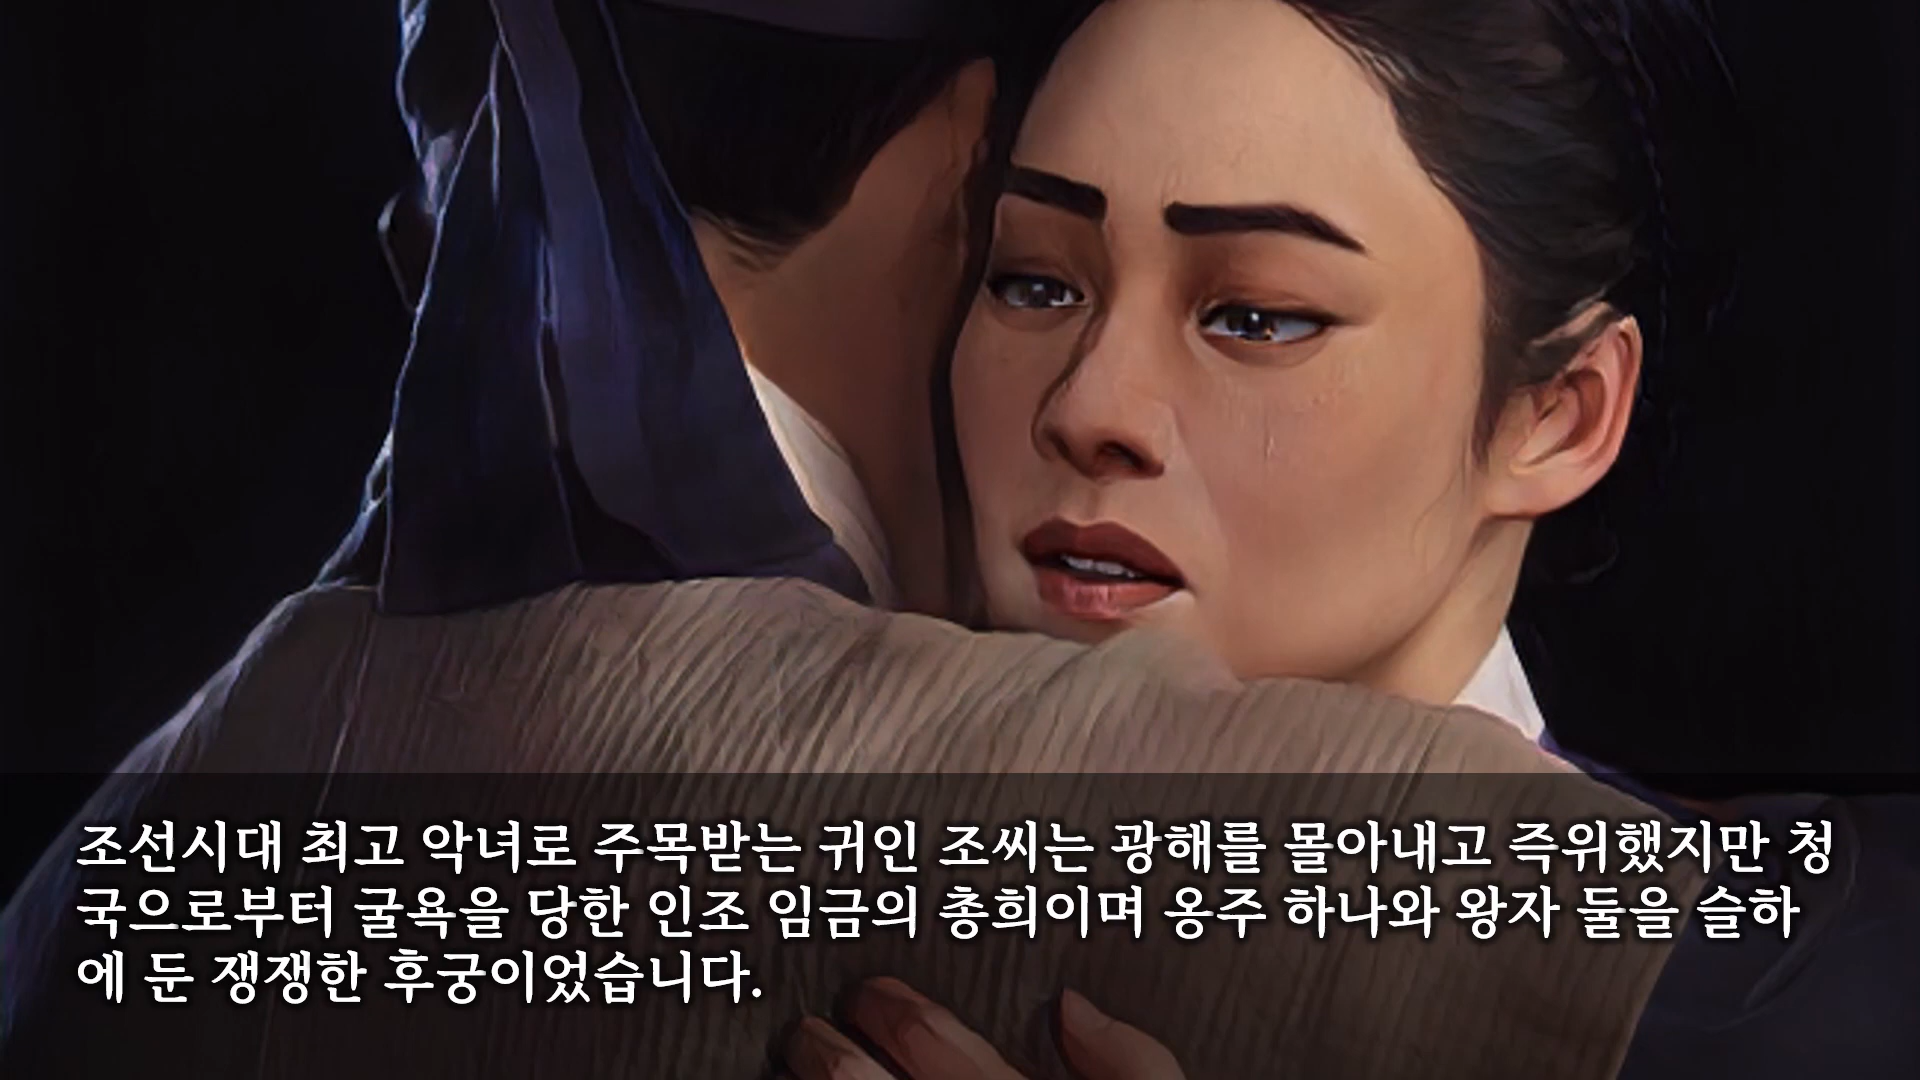 조선시대 최고 악녀로 주목받는 귀인 조씨는 광해를 몰아내고 즉위했지만 청
국으로부터 굴욕을 당한 인조 임금의 총희이며 옹주 하나와 왕자 둘을 슬하
에 둔 쟁쟁한 후궁이었습니다.